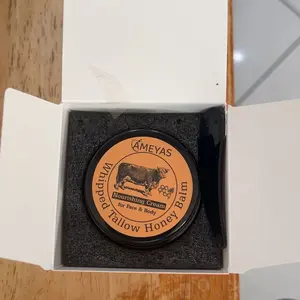 AMEYAS
Nourishing Cream
for Face & Body
Whipped Tallow Honey Balm